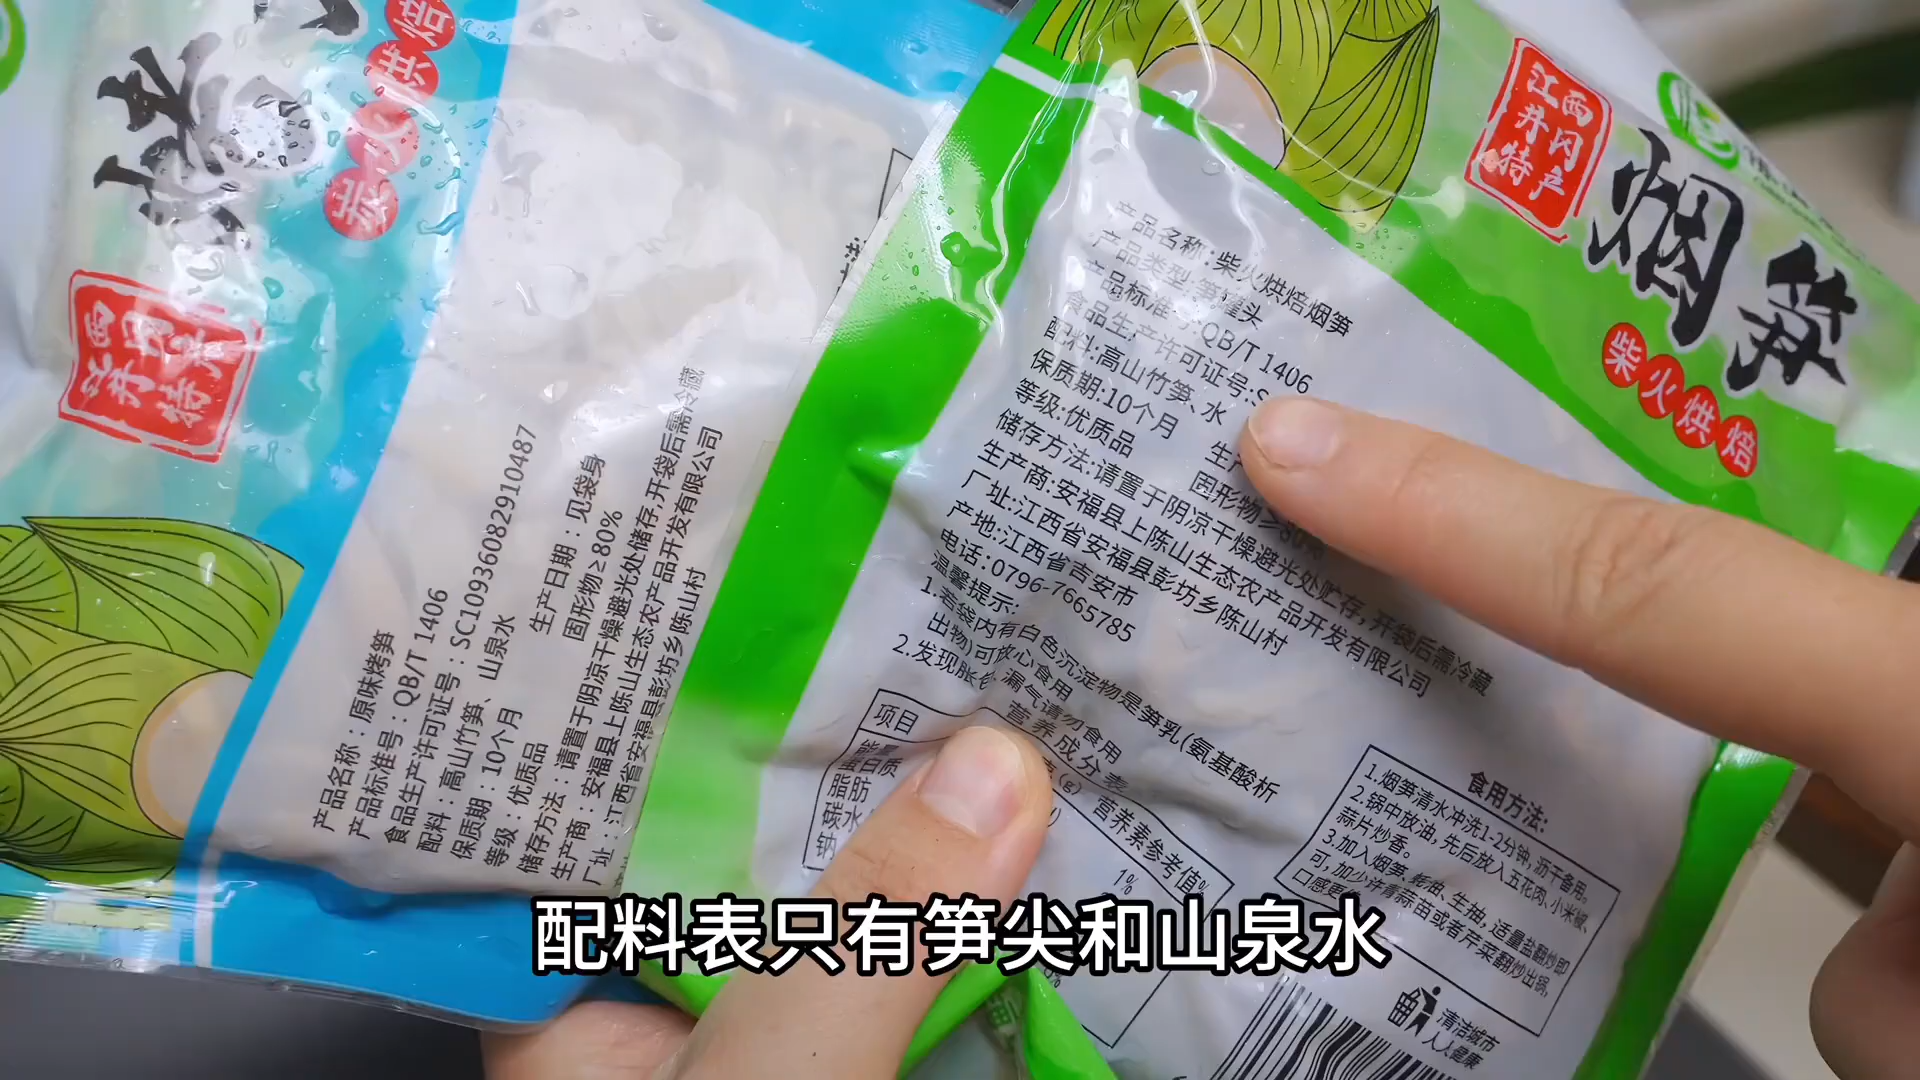 烤
柴火烘焙
江西
井冈
特产
产品名称：原味烤笋
产品标准号：QB/T 1406
食品生产许可证号：SC10936082910487
配料：高山竹笋、山泉水
保质期：10个月
生产日期：见袋身
等级：优质品
固形物≥80%
储存方法：请置于阴凉干燥避光处储存,开袋后需冷藏
生产商：安福县上陈山生态农产品开发有限公司
厂址：江西省安福县彭坊乡陈山村
江西
井冈
特产
烟笋
柴火烘焙
产品名称:柴火烘焙烟笋
产品类型:笋罐头
产品标准号:QB/T 1406
食品生产许可证号:S
配料:高山竹笋、水
保质期:10个月
生
等级:优质品
固形物≥80%
储存方法:请置于阴凉干燥避光处贮存,开袋后需冷藏
生产商:安福县上陈山生态农产品开发有限公司
厂址:江西省安福县彭坊乡陈山村
产地:江西省吉安市
电话:0796-7665785
温馨提示:
1.若袋内有白色沉淀物是笋乳(氨基酸析
出物)可放心食用
2.发现胀 漏气请勿食用
营养成分表
项目
(g)
营养素参考值%
能量
蛋白质
脂肪
碳水
钠
1%
食用方法:
1.烟笋清水冲洗1-2分钟,沥干备用。
2.锅中放油,先后放入五花肉、小米椒、
蒜片炒香。
3.加入烟笋、蚝油、生抽,适量盐翻炒即
可,加少许青蒜苗或者芹菜翻炒出锅,
口感更
清洁城市
人人健康
配料表只有笋尖和山泉水